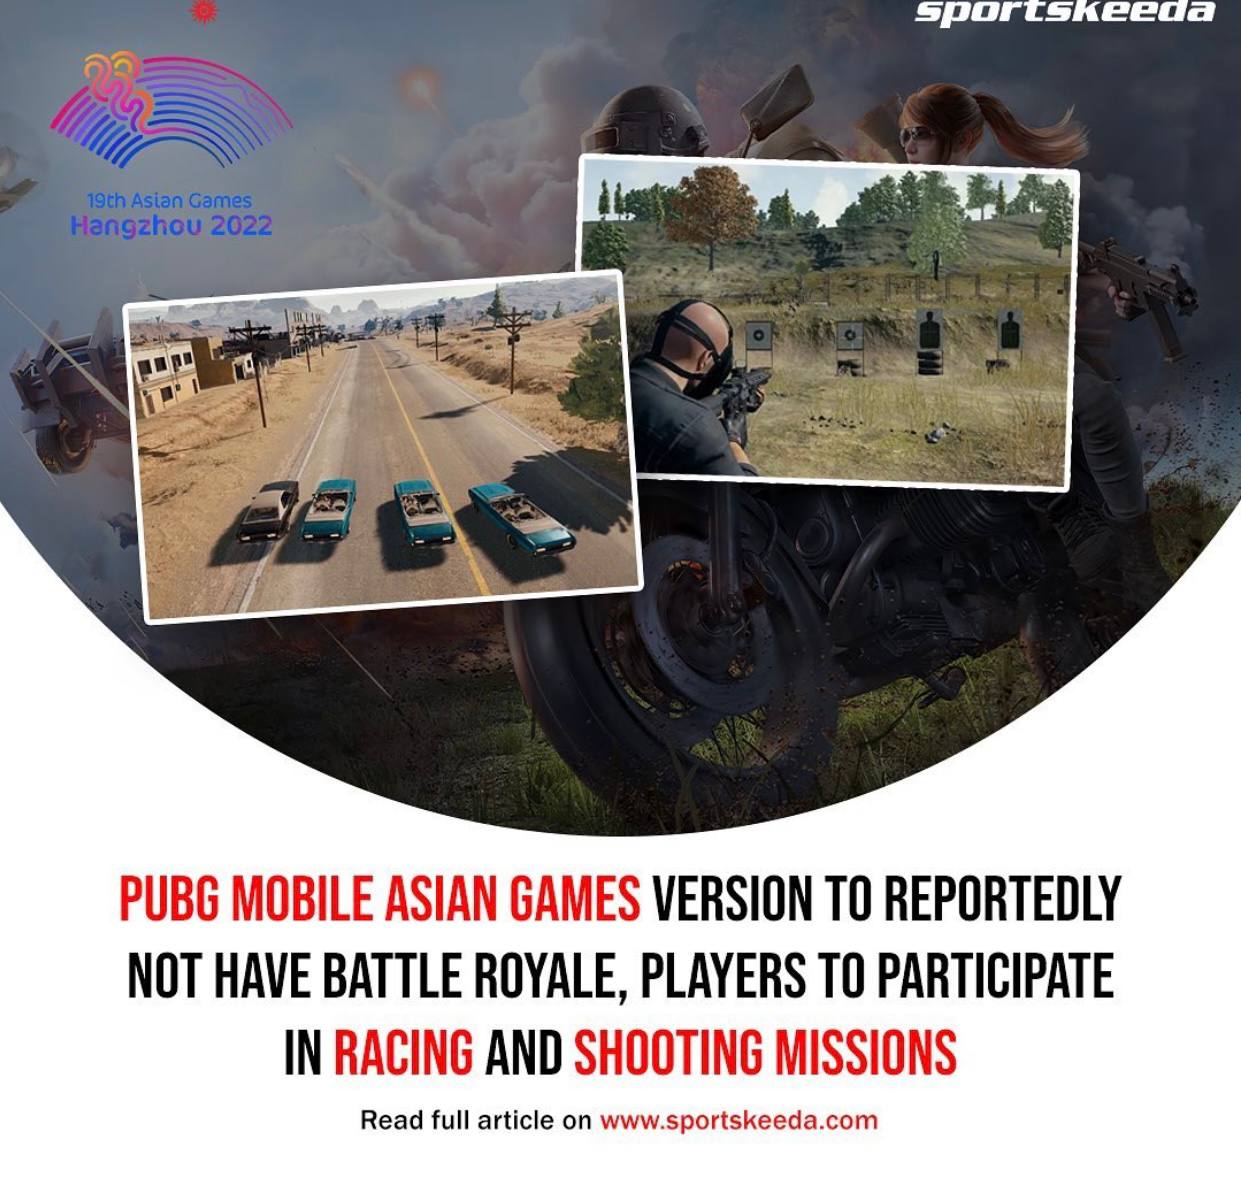 sportskeeda
19th Asian Games
Hangzhou 2022
PUBG MOBILE ASIAN GAMES VERSION TO REPORTEDLY
NOT HAVE BATTLE ROYALE, PLAYERS TO PARTICIPATE
IN RACING AND SHOOTING MISSIONS
Read full article on www.sportskeeda.com